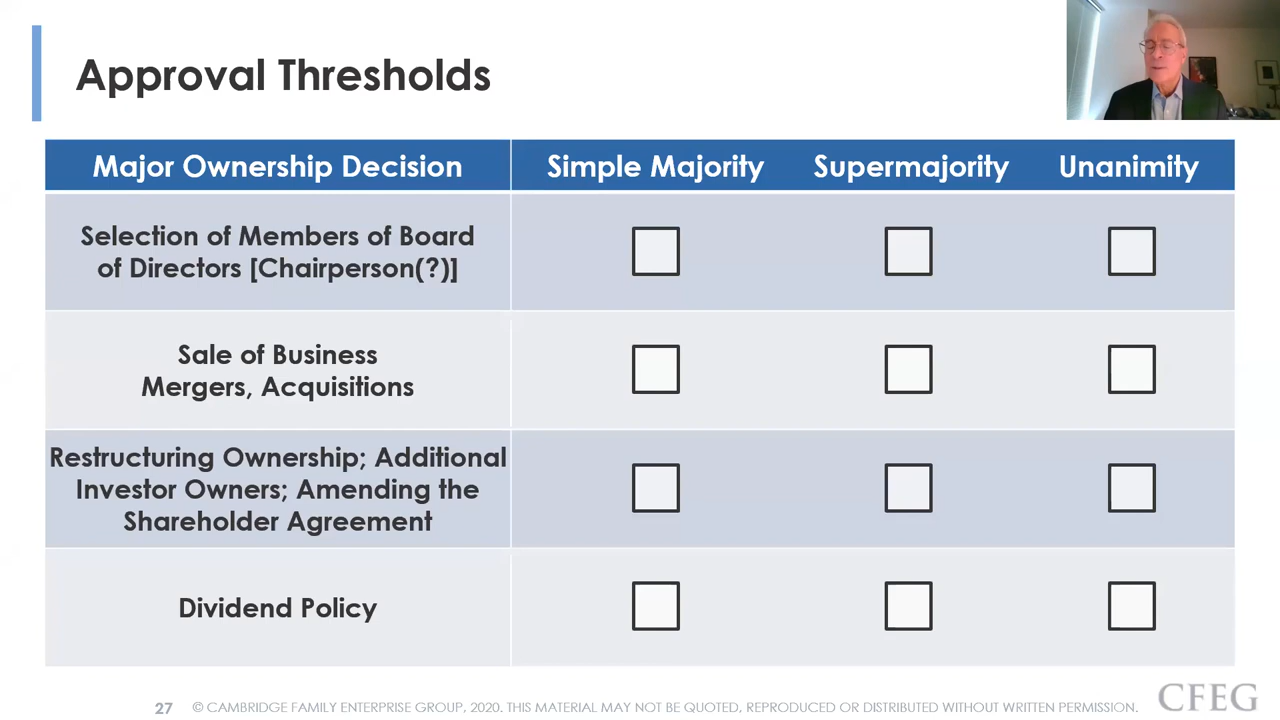 Approval Thresholds
Major Ownership Decision Simple Majority Supermajority Unanimity
Selection of Members of Board
of Directors [Chairperson(?)]
Sale of Business
Mergers, Acquisitions
Restructuring Ownership; Additional
Investor Owners; Amending the
Shareholder Agreement
Dividend Policy
27 © CAMBRIDGE FAMILY ENTERPRISE GROUP, 2020. THIS MATERIAL MAY NOT BE QUOTED, REPRODUCED OR DISTRIBUTED WITHOUT WRITTEN PERMISSION.
CFEG